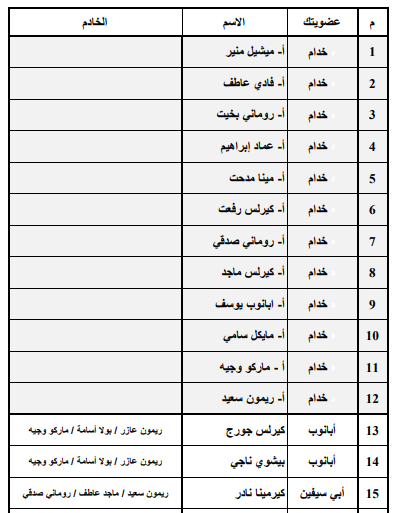 م عضويتك الاسم الخادم
1 خدام أ- ميشيل منير
2 خدام أ- فادي عاطف
3 خدام أ- روماني بخيت
4 خدام أ- عماد إبراهيم
5 خدام أ- مينا مدحت
6 خدام أ- كيرلس رفعت
7 خدام أ- روماني صدقي
8 خدام أ- كيرلس ماجد
9 خدام أ- ابانوب يوسف
10 خدام أ- مايكل سامي
11 خدام أ - ماركو وجيه
12 خدام أ- ريمون سعيد
13 أبانوب كيرلس جورج ريمون عازر / بولا أسامة / ماركو وجيه
14 أبانوب بيشوي ناجي ريمون عازر / بولا أسامة / ماركو وجيه
15 أبي سيفين كيرمينا نادر ريمون سعيد / ماجد عاطف / روماني صدقي